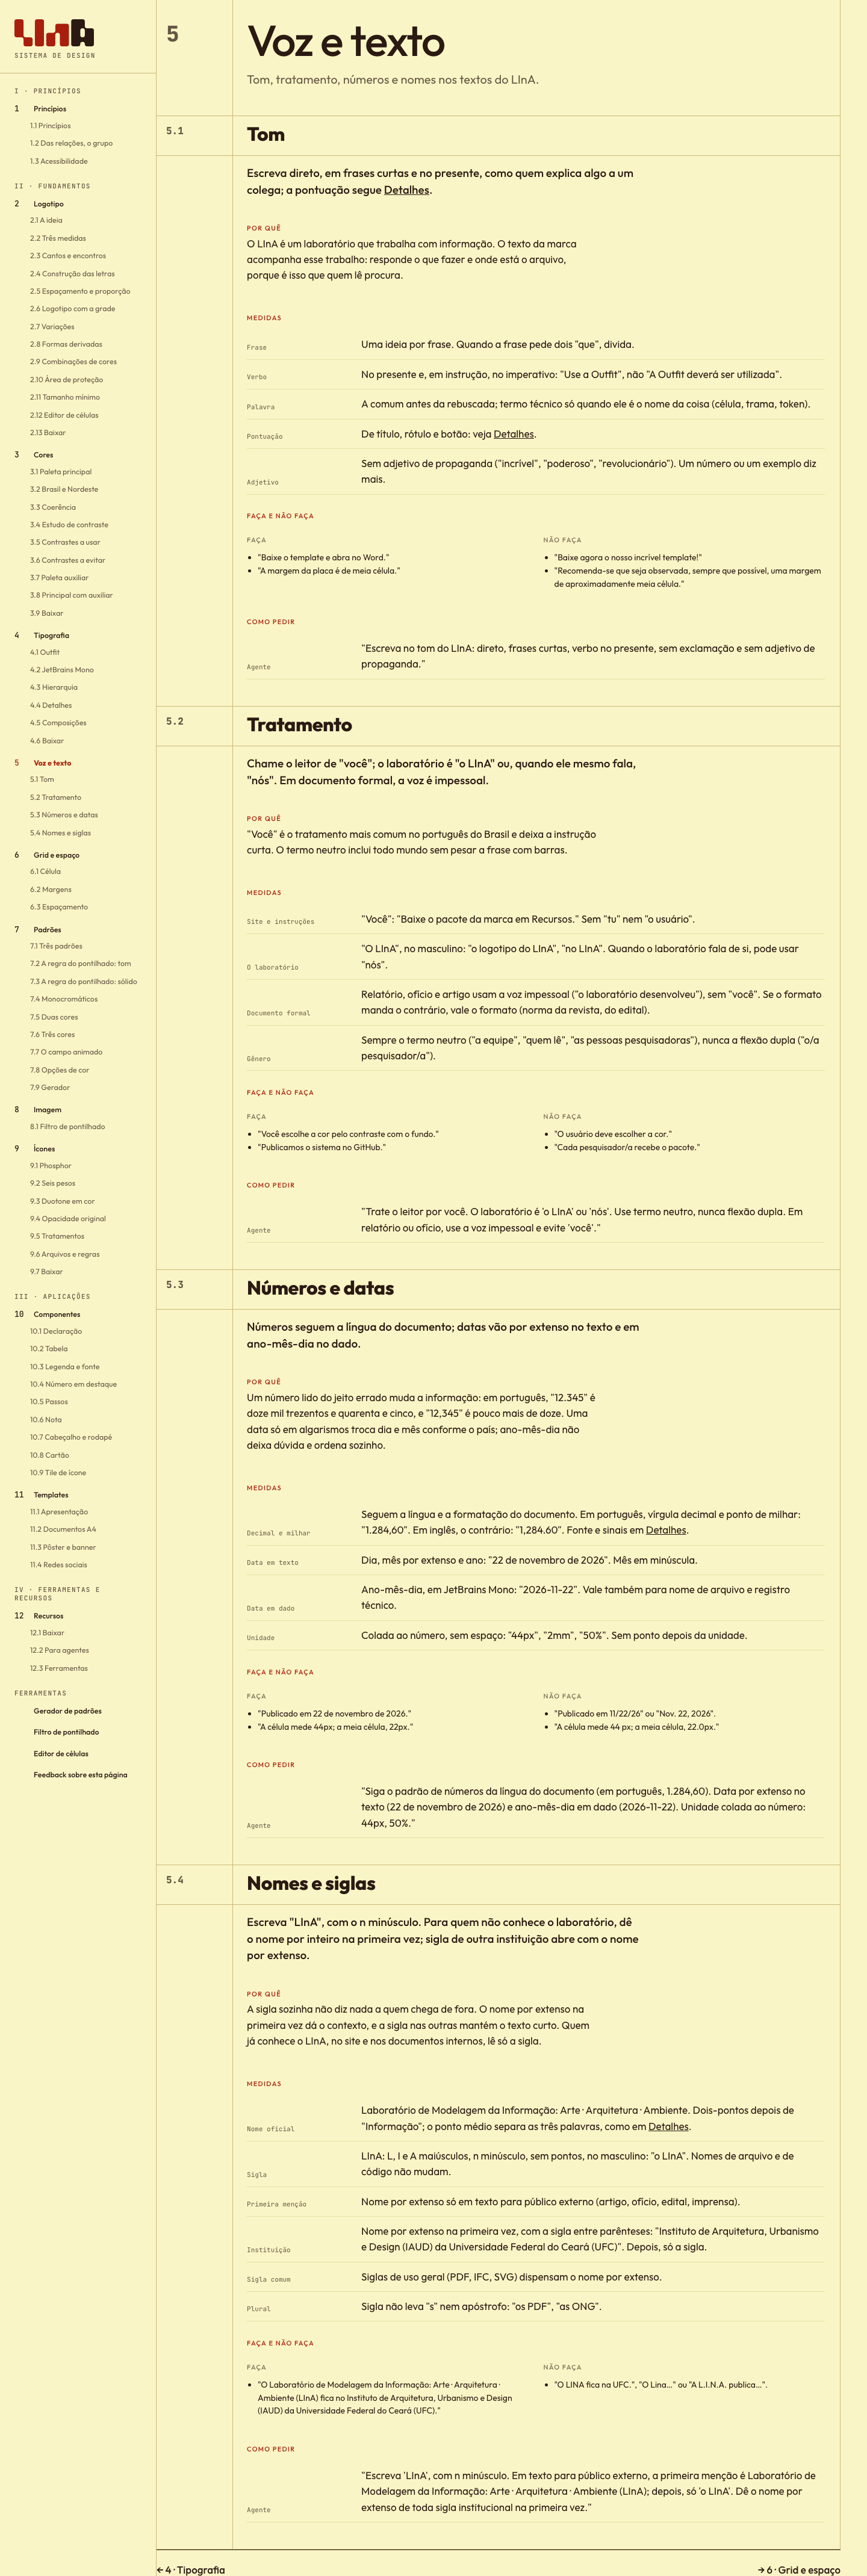 LInA
SISTEMA DE DESIGN
I · PRINCÍPIOS
1 Princípios
1.1 Princípios
1.2 Das relações, o grupo
1.3 Acessibilidade
II · FUNDAMENTOS
2 Logotipo
2.1 A ideia
2.2 Três medidas
2.3 Cantos e encontros
2.4 Construção das letras
2.5 Espaçamento e proporção
2.6 Logotipo com a grade
2.7 Variações
2.8 Formas derivadas
2.9 Combinações de cores
2.10 Área de proteção
2.11 Tamanho mínimo
2.12 Editor de células
2.13 Baixar
3 Cores
3.1 Paleta principal
3.2 Brasil e Nordeste
3.3 Coerência
3.4 Estudo de contraste
3.5 Contrastes a usar
3.6 Contrastes a evitar
3.7 Paleta auxiliar
3.8 Principal com auxiliar
3.9 Baixar
4 Tipografia
4.1 Outfit
4.2 JetBrains Mono
4.3 Hierarquia
4.4 Detalhes
4.5 Composições
4.6 Baixar
5 Voz e texto
5.1 Tom
5.2 Tratamento
5.3 Números e datas
5.4 Nomes e siglas
6 Grid e espaço
6.1 Célula
6.2 Margens
6.3 Espaçamento
7 Padrões
7.1 Três padrões
7.2 A regra do pontilhado: tom
7.3 A regra do pontilhado: sólido
7.4 Monocromáticos
7.5 Duas cores
7.6 Três cores
7.7 O campo animado
7.8 Opções de cor
7.9 Gerador
8 Imagem
8.1 Filtro de pontilhado
9 Ícones
9.1 Phosphor
9.2 Seis pesos
9.3 Duotone em cor
9.4 Opacidade original
9.5 Tratamentos
9.6 Arquivos e regras
9.7 Baixar
III · APLICAÇÕES
10 Componentes
10.1 Declaração
10.2 Tabela
10.3 Legenda e fonte
10.4 Número em destaque
10.5 Passos
10.6 Nota
10.7 Cabeçalho e rodapé
10.8 Cartão
10.9 Tile de ícone
11 Templates
11.1 Apresentação
11.2 Documentos A4
11.3 Pôster e banner
11.4 Redes sociais
IV · FERRAMENTAS E
RECURSOS
12 Recursos
12.1 Baixar
12.2 Para agentes
12.3 Ferramentas
FERRAMENTAS
Gerador de padrões
Filtro de pontilhado
Editor de células
Feedback sobre esta página
5
Voz e texto
Tom, tratamento, números e nomes nos textos do LInA.
5.1 Tom
Escreva direto, em frases curtas e no presente, como quem explica algo a um
colega; a pontuação segue Detalhes.
POR QUÊ
O LInA é um laboratório que trabalha com informação. O texto da marca
acompanha esse trabalho: responde o que fazer e onde está o arquivo,
porque é isso que quem lê procura.
MEDIDAS
Frase Uma ideia por frase. Quando a frase pede dois "que", divida.
Verbo No presente e, em instrução, no imperativo: "Use a Outfit", não "A Outfit deverá ser utilizada".
Palavra A comum antes da rebuscada; termo técnico só quando ele é o nome da coisa (célula, trama, token).
Pontuação De título, rótulo e botão: veja Detalhes.
Sem adjetivo de propaganda ("incrível", "poderoso", "revolucionário"). Um número ou um exemplo diz
Adjetivo mais.
FAÇA E NÃO FAÇA
FAÇA
• "Baixe o template e abra no Word."
• "A margem da placa é de meia célula."
NÃO FAÇA
• "Baixe agora o nosso incrível template!"
• "Recomenda-se que seja observada, sempre que possível, uma margem
de aproximadamente meia célula."
COMO PEDIR
"Escreva no tom do LInA: direto, frases curtas, verbo no presente, sem exclamação e sem adjetivo de
Agente propaganda."
5.2 Tratamento
Chame o leitor de "você"; o laboratório é "o LInA" ou, quando ele mesmo fala,
"nós". Em documento formal, a voz é impessoal.
POR QUÊ
"Você" é o tratamento mais comum no português do Brasil e deixa a instrução
curta. O termo neutro inclui todo mundo sem pesar a frase com barras.
MEDIDAS
Site e instruções "Você": "Baixe o pacote da marca em Recursos." Sem "tu" nem "o usuário".
"O LInA", no masculino: "o logotipo do LInA", "no LInA". Quando o laboratório fala de si, pode usar
O laboratório "nós".
Relatório, ofício e artigo usam a voz impessoal ("o laboratório desenvolveu"), sem "você". Se o formato
Documento formal manda o contrário, vale o formato (norma da revista, do edital).
Sempre o termo neutro ("a equipe", "quem lê", "as pessoas pesquisadoras"), nunca a flexão dupla ("o/a
Gênero pesquisador/a").
FAÇA E NÃO FAÇA
FAÇA
• "Você escolhe a cor pelo contraste com o fundo."
• "Publicamos o sistema no GitHub."
NÃO FAÇA
• "O usuário deve escolher a cor."
• "Cada pesquisador/a recebe o pacote."
COMO PEDIR
"Trate o leitor por você. O laboratório é 'o LInA' ou 'nós'. Use termo neutro, nunca flexão dupla. Em
Agente relatório ou ofício, use a voz impessoal e evite 'você'."
5.3 Números e datas
Números seguem a língua do documento; datas vão por extenso no texto e em
ano-mês-dia no dado.
POR QUÊ
Um número lido do jeito errado muda a informação: em português, "12.345" é
doze mil trezentos e quarenta e cinco, e "12,345" é pouco mais de doze. Uma
data só em algarismos troca dia e mês conforme o país; ano-mês-dia não
deixa dúvida e ordena sozinho.
MEDIDAS
Seguem a língua e a formatação do documento. Em português, vírgula decimal e ponto de milhar:
Decimal e milhar "1.284,60". Em inglês, o contrário: "1,284.60". Fonte e sinais em Detalhes.
Data em texto Dia, mês por extenso e ano: "22 de novembro de 2026". Mês em minúscula.
Ano-mês-dia, em JetBrains Mono: "2026-11-22". Vale também para nome de arquivo e registro
Data em dado técnico.
Unidade Colada ao número, sem espaço: "44px", "2mm", "50%". Sem ponto depois da unidade.
FAÇA E NÃO FAÇA
FAÇA
• "Publicado em 22 de novembro de 2026."
• "A célula mede 44px; a meia célula, 22px."
NÃO FAÇA
• "Publicado em 11/22/26" ou "Nov. 22, 2026".
• "A célula mede 44 px; a meia célula, 22.0px."
COMO PEDIR
"Siga o padrão de números da língua do documento (em português, 1.284,60). Data por extenso no
texto (22 de novembro de 2026) e ano-mês-dia em dado (2026-11-22). Unidade colada ao número:
Agente 44px, 50%."
5.4 Nomes e siglas
Escreva "LInA", com o n minúsculo. Para quem não conhece o laboratório, dê
o nome por inteiro na primeira vez; sigla de outra instituição abre com o nome
por extenso.
POR QUÊ
A sigla sozinha não diz nada a quem chega de fora. O nome por extenso na
primeira vez dá o contexto, e a sigla nas outras mantém o texto curto. Quem
já conhece o LInA, no site e nos documentos internos, lê só a sigla.
MEDIDAS
Laboratório de Modelagem da Informação: Arte · Arquitetura · Ambiente. Dois-pontos depois de
Nome oficial "Informação"; o ponto médio separa as três palavras, como em Detalhes.
LInA: L, I e A maiúsculos, n minúsculo, sem pontos, no masculino: "o LInA". Nomes de arquivo e de
Sigla código não mudam.
Primeira menção Nome por extenso só em texto para público externo (artigo, ofício, edital, imprensa).
Nome por extenso na primeira vez, com a sigla entre parênteses: "Instituto de Arquitetura, Urbanismo
Instituição e Design (IAUD) da Universidade Federal do Ceará (UFC)". Depois, só a sigla.
Sigla comum Siglas de uso geral (PDF, IFC, SVG) dispensam o nome por extenso.
Plural Sigla não leva "s" nem apóstrofo: "os PDF", "as ONG".
FAÇA E NÃO FAÇA
FAÇA
• "O Laboratório de Modelagem da Informação: Arte · Arquitetura ·
Ambiente (LInA) fica no Instituto de Arquitetura, Urbanismo e Design
(IAUD) da Universidade Federal do Ceará (UFC)."
NÃO FAÇA
• "O LINA fica na UFC.", "O Lina…" ou "A L.I.N.A. publica…".
COMO PEDIR
"Escreva 'LInA', com n minúsculo. Em texto para público externo, a primeira menção é Laboratório de
Modelagem da Informação: Arte · Arquitetura · Ambiente (LInA); depois, só 'o LInA'. Dê o nome por
Agente extenso de toda sigla institucional na primeira vez."
← 4 · Tipografia
→ 6 · Grid e espaço